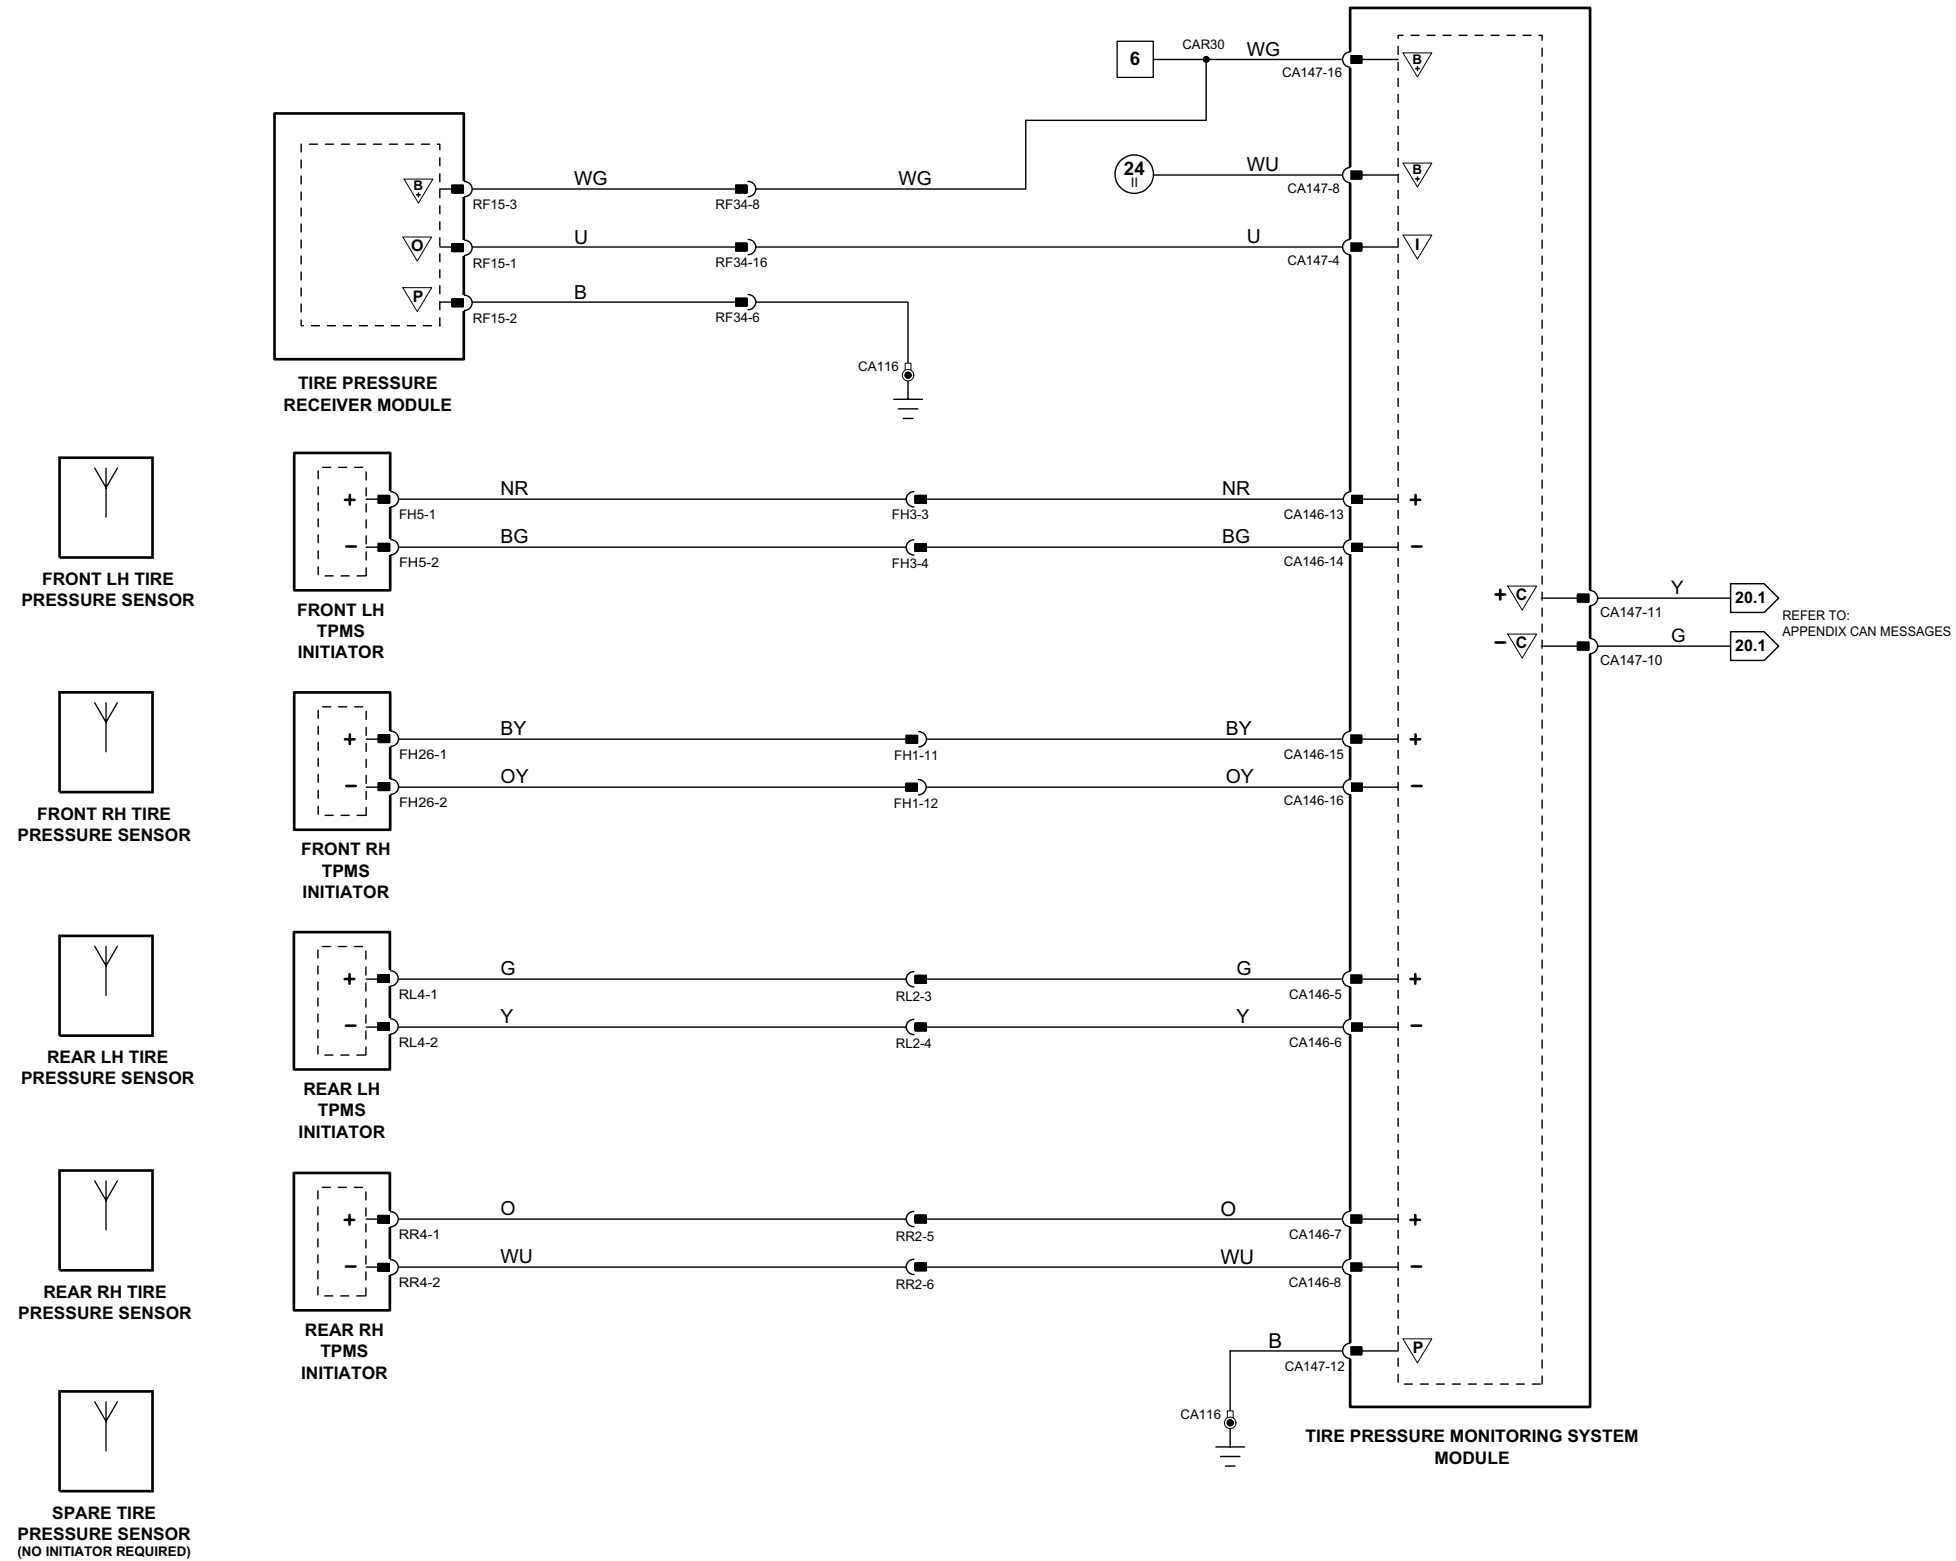 6
CAR30
WG
CA147-16
B
+
24
II
WU
CA147-8
B
+
B
+
RF15-3
WG
RF34-8
WG
O
RF15-1
U
RF34-16
U
CA147-4
I
P
RF15-2
B
RF34-6
CA116
TIRE PRESSURE
RECEIVER MODULE
FRONT LH TIRE
PRESSURE SENSOR
+
FH5-1
NR
FH3-3
NR
CA146-13
+
−
FH5-2
BG
FH3-4
BG
CA146-14
−
FRONT LH
TPMS
INITIATOR
+ C
CA147-11
Y
20.1
− C
CA147-10
G
20.1
REFER TO:
APPENDIX CAN MESSAGES
FRONT RH TIRE
PRESSURE SENSOR
+
FH26-1
BY
FH1-11
BY
CA146-15
+
−
FH26-2
OY
FH1-12
OY
CA146-16
−
FRONT RH
TPMS
INITIATOR
REAR LH TIRE
PRESSURE SENSOR
+
RL4-1
G
RL2-3
G
CA146-5
+
−
RL4-2
Y
RL2-4
Y
CA146-6
−
REAR LH
TPMS
INITIATOR
REAR RH TIRE
PRESSURE SENSOR
+
RR4-1
O
RR2-5
O
CA146-7
+
−
RR4-2
WU
RR2-6
WU
CA146-8
−
REAR RH
TPMS
INITIATOR
B
CA147-12
P
CA116
TIRE PRESSURE MONITORING SYSTEM
MODULE
SPARE TIRE
PRESSURE SENSOR
(NO INITIATOR REQUIRED)